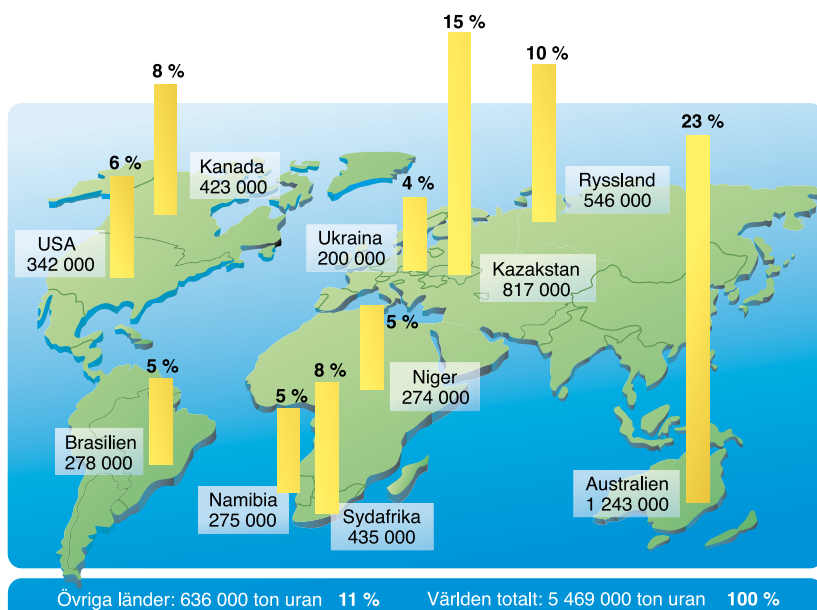 15 %
10 %
8 %
23 %
6 %
Kanada
423 000
4 %
Ryssland
546 000
USA
342 000
Ukraina
200 000
Kazakstan
817 000
5 %
5 %
8 %
Niger
274 000
5 %
Brasilien
278 000
Australien
1 243 000
Namibia
275 000
Sydafrika
435 000
Övriga länder: 636 000 ton uran 11 % Världen totalt: 5 469 000 ton uran 100 %